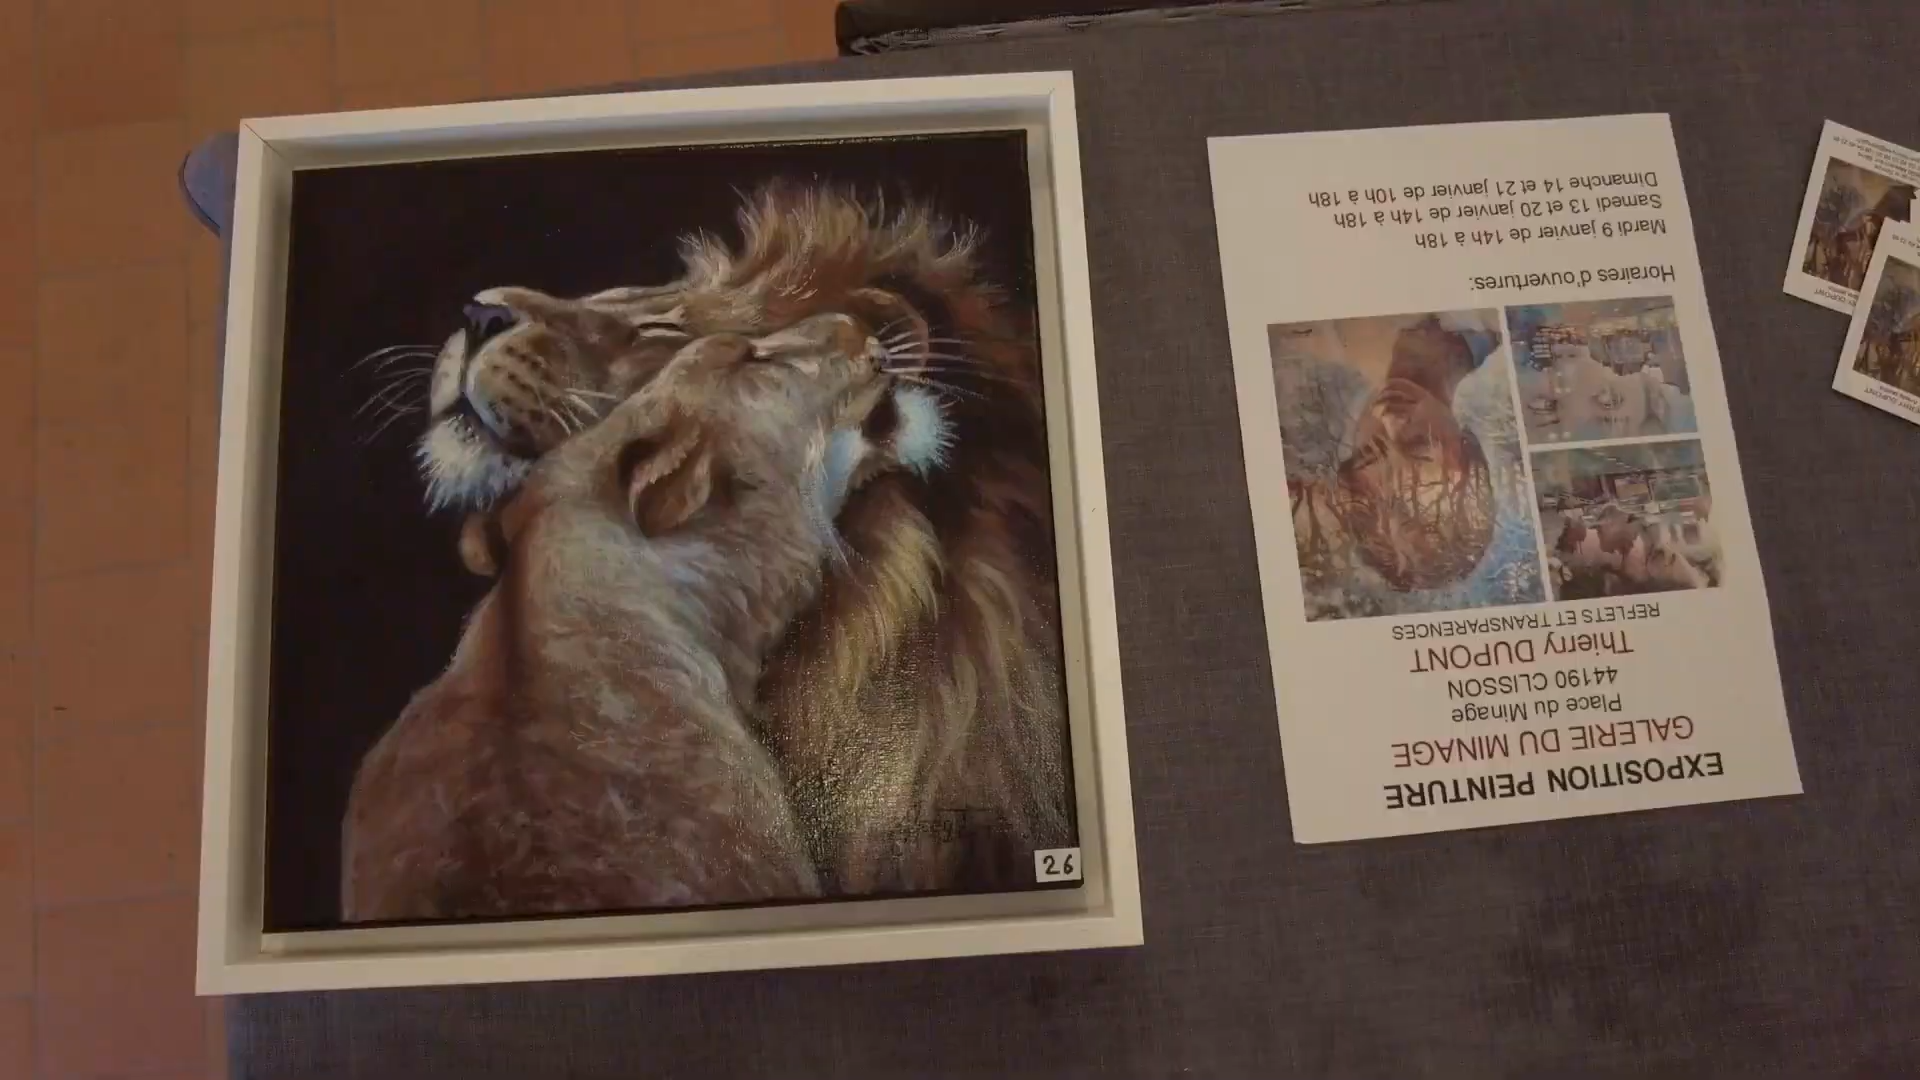 26
EXPOSITION PEINTURE
GALERIE DU MINAGE
Place du Minage
44190 CLISSON
Thierry DUPONT
REFLETS ET TRANSPARENCES
Horaires d'ouvertures:
Mardi 9 janvier de 14h à 18h
Samedi 13 et 20 janvier de 14h à 18h
Dimanche 14 et 21 janvier de 10h à 18h